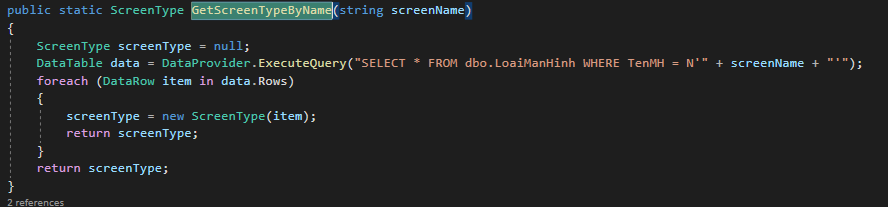 public static ScreenType GetScreenTypeByName(string screenName)
{
    ScreenType screenType = null;
    DataTable data = DataProvider.ExecuteQuery("SELECT * FROM dbo.LoaiManHinh WHERE TenMH = N'" + screenName + "'");
    foreach (DataRow item in data.Rows)
    {
        screenType = new ScreenType(item);
        return screenType;
    }
    return screenType;
}
2 references